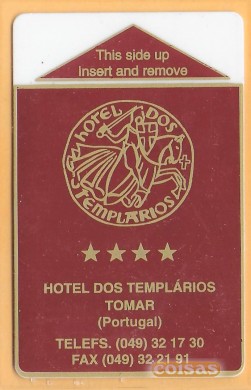 This side up
Insert and remove
HOTEL DOS
TEMPLÁRIOS
HOTEL DOS TEMPLÁRIOS
TOMAR
(Portugal)
TELEFS. (049) 32 17 30
FAX (049) 32 21 91
coisas